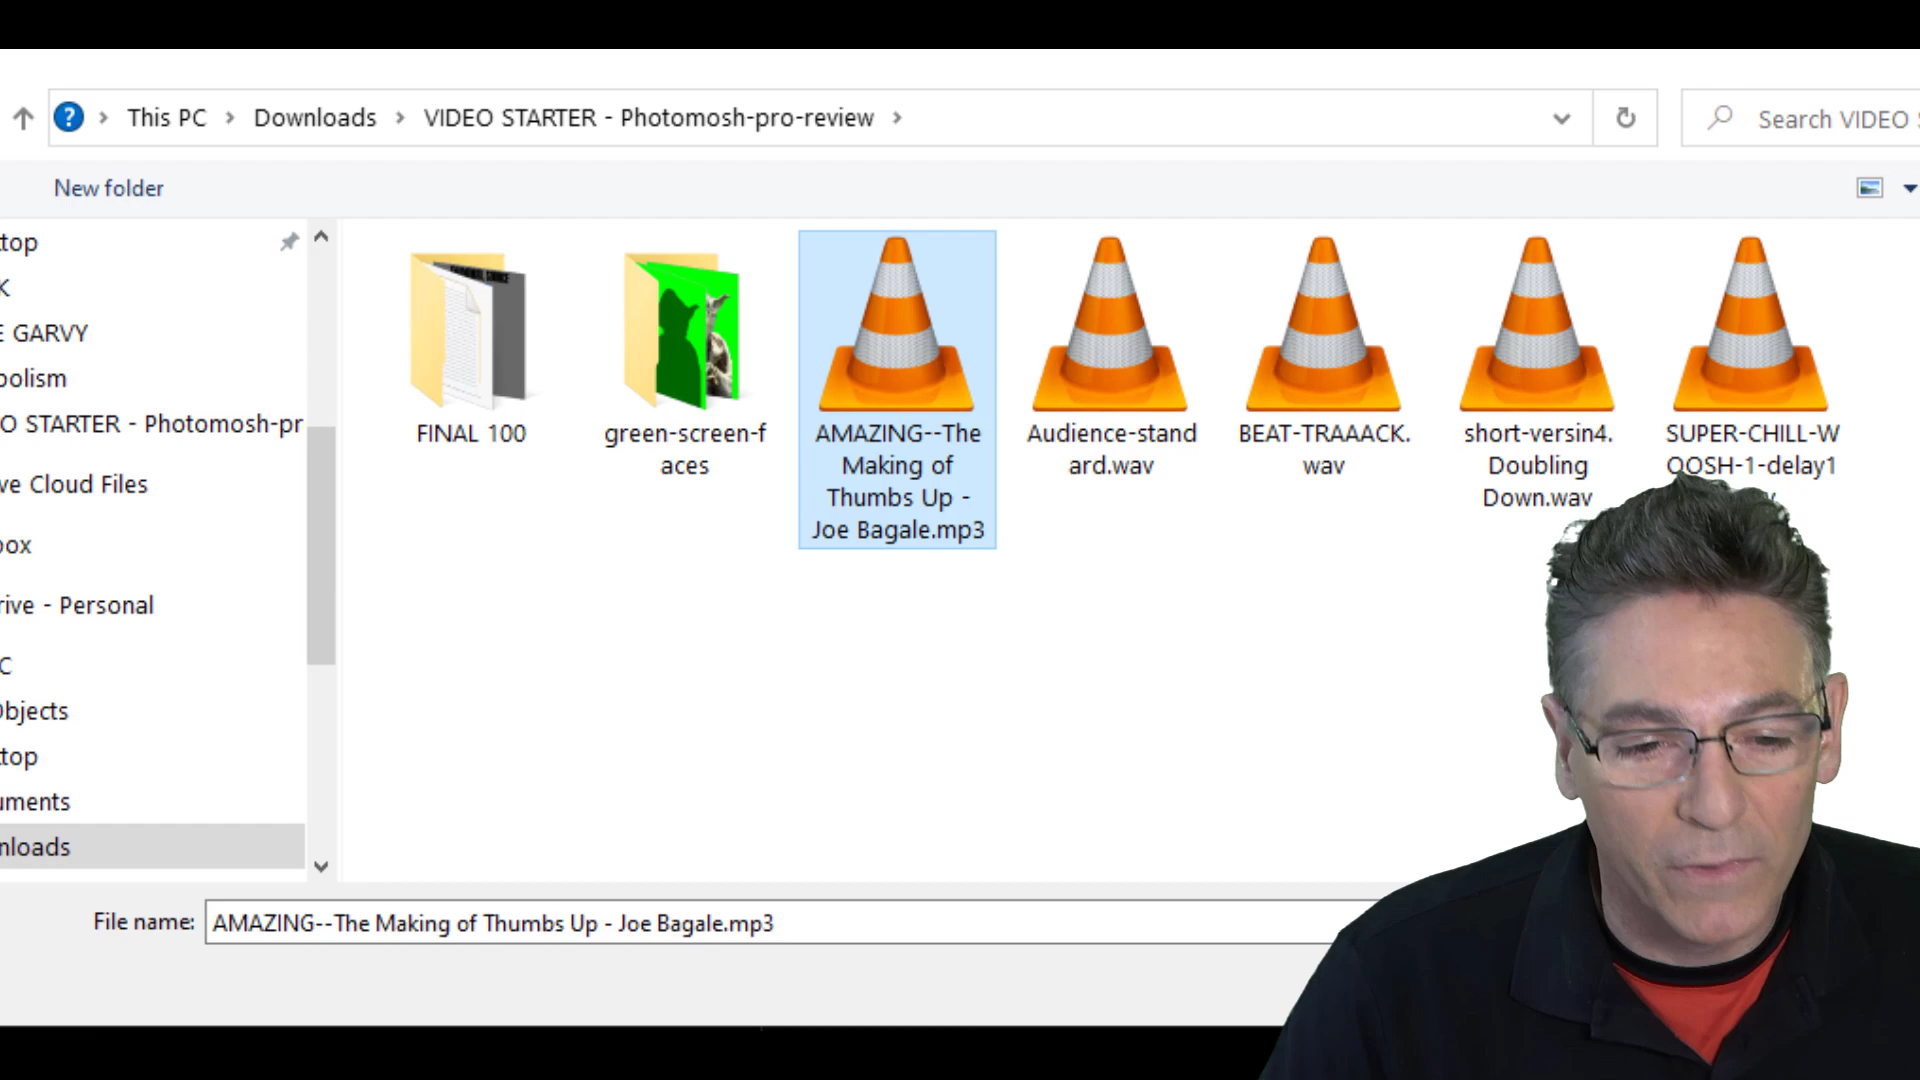 This PC
Downloads
VIDEO STARTER - Photomosh-pro-review
Search VIDEO
New folder
top
K
E GARVY
bolism
O STARTER - Photomosh-pr
ve Cloud Files
box
rive - Personal
C
Objects
top
uments
nloads
FINAL 100
green-screen-f
aces
AMAZING--The
Making of
Thumbs Up -
Joe Bagale.mp3
Audience-stand
ard.wav
BEAT-TRAAACK.
wav
short-versin4.
Doubling
Down.wav
SUPER-CHILL-W
OOSH-1-delay1
File name:
AMAZING--The Making of Thumbs Up - Joe Bagale.mp3